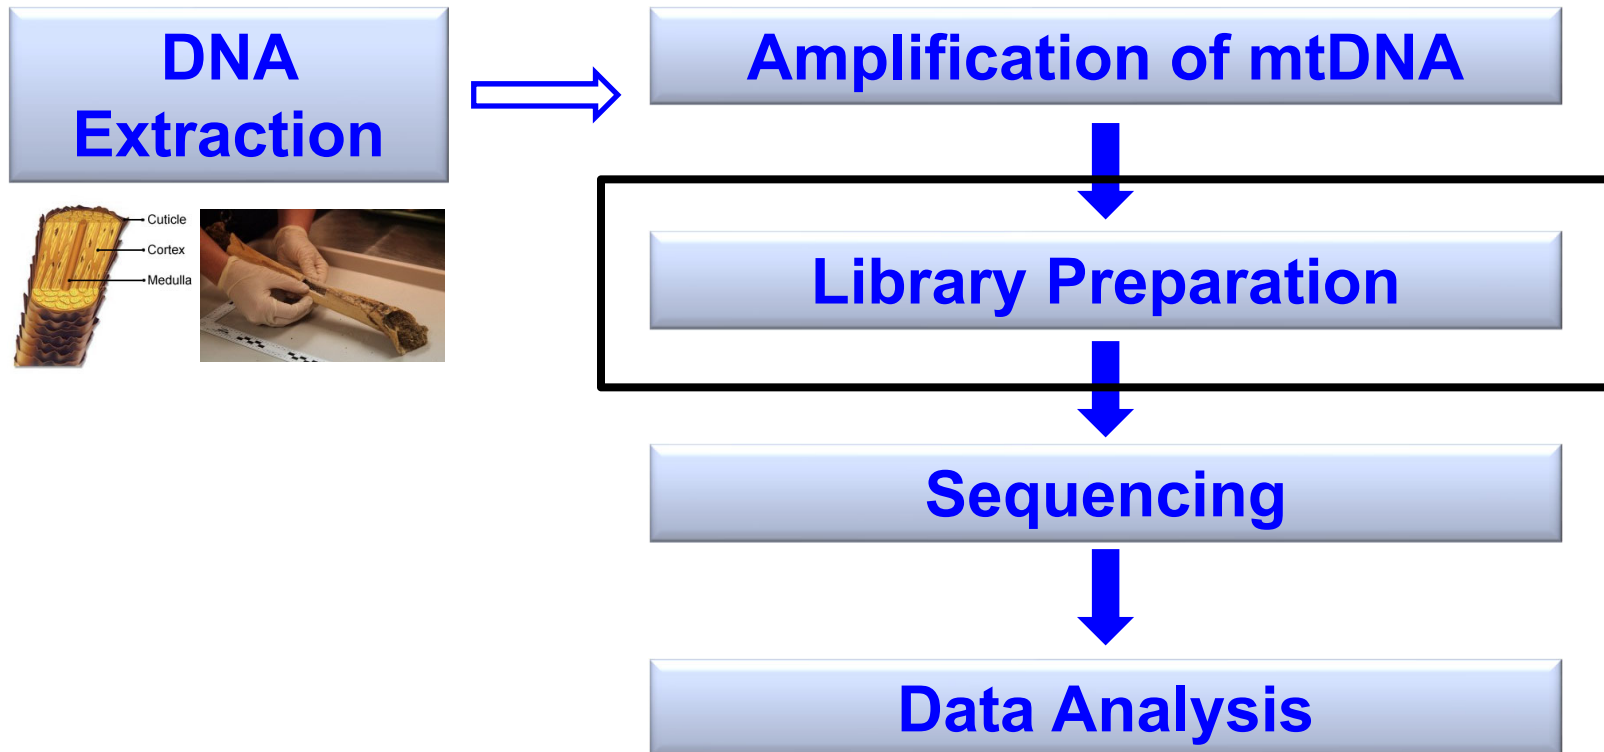 DNA
Extraction
Amplification of mtDNA
Cuticle
Cortex
Medulla
Library Preparation
Sequencing
Data Analysis